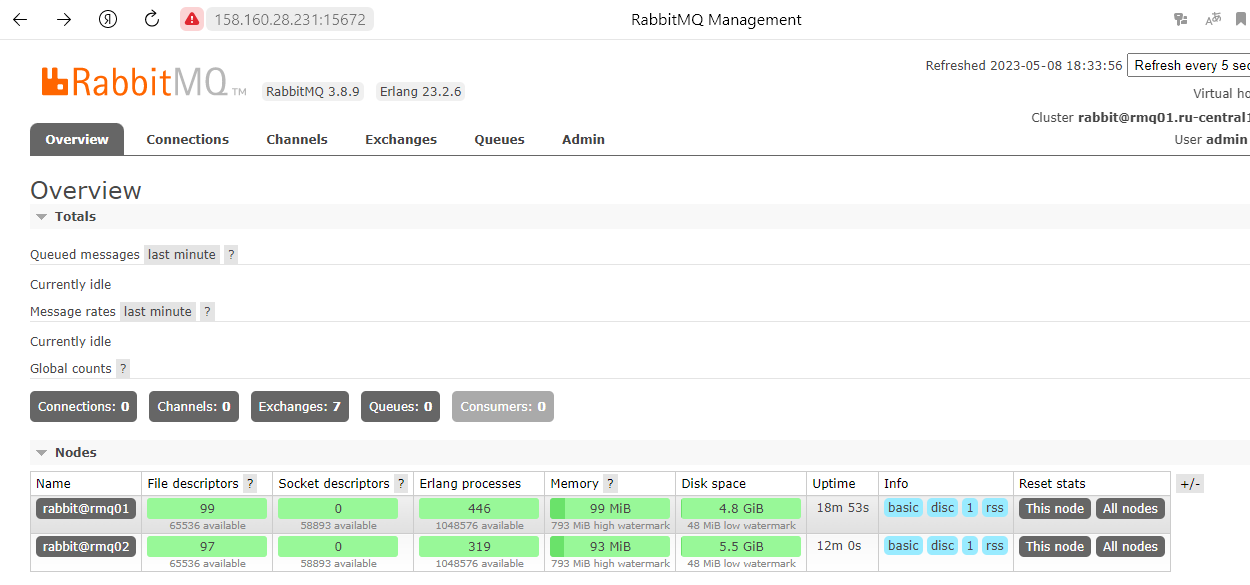 158.160.28.231:15672 RabbitMQ Management
Refreshed 2023-05-08 18:33:56 Refresh every 5 sec
RabbitMQ TM RabbitMQ 3.8.9 Erlang 23.2.6
Virtual ho
Cluster rabbit@rmq01.ru-central1
User admin
Overview Connections Channels Exchanges Queues Admin
Overview
Totals
Queued messages last minute ?
Currently idle
Message rates last minute ?
Currently idle
Global counts ?
Connections: 0 Channels: 0 Exchanges: 7 Queues: 0 Consumers: 0
Nodes
Name File descriptors ? Socket descriptors ? Erlang processes Memory ? Disk space Uptime Info Reset stats +/-
rabbit@rmq01 99 0 446 99 MiB 4.8 GiB 18m 53s basic disc 1 rss This node All nodes
65536 available 58893 available 1048576 available 793 MiB high watermark 48 MiB low watermark
rabbit@rmq02 97 0 319 93 MiB 5.5 GiB 12m 0s basic disc 1 rss This node All nodes
65536 available 58893 available 1048576 available 793 MiB high watermark 48 MiB low watermark